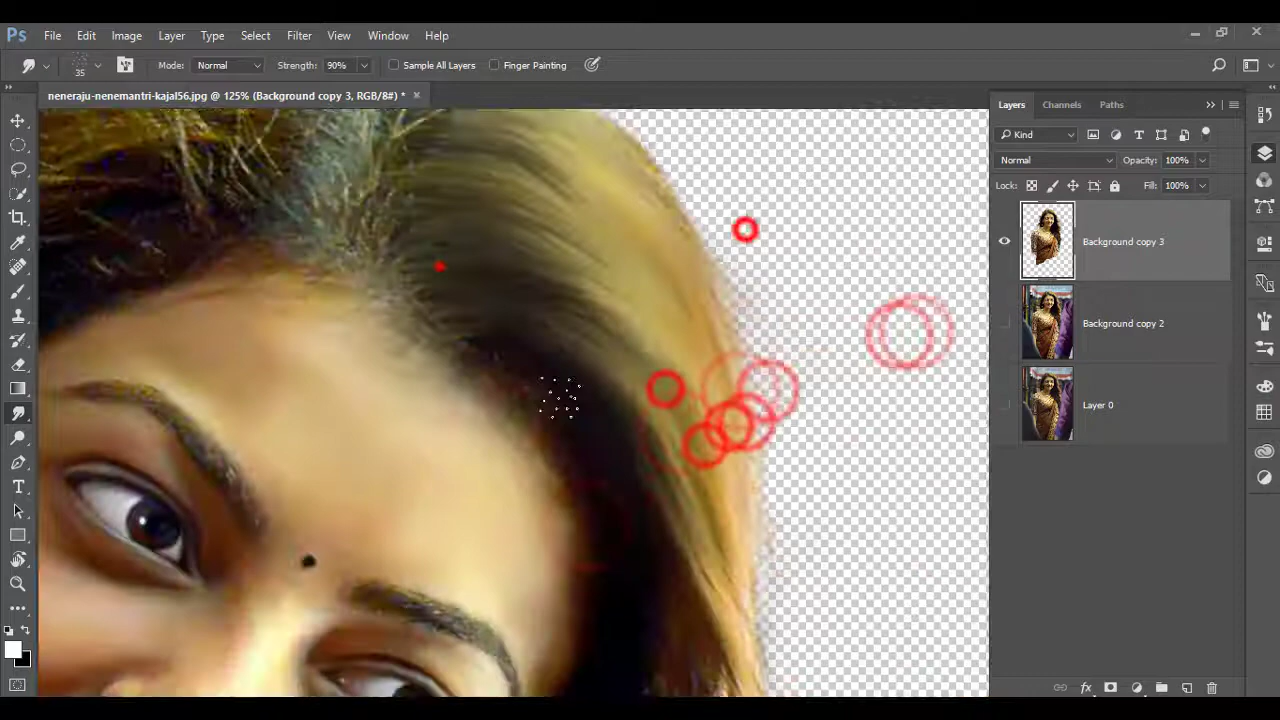 Ps File Edit Image Layer Type Select Filter View Window Help
35 Mode: Normal Strength: 90% Sample All Layers Finger Painting
neneraju-nenemantri-kajal56.jpg @ 125% (Background copy 3, RGB/8#) * ×
Layers Channels Paths
Kind
Normal Opacity: 100%
Lock: Fill: 100%
Background copy 3
Background copy 2
Layer 0
fx